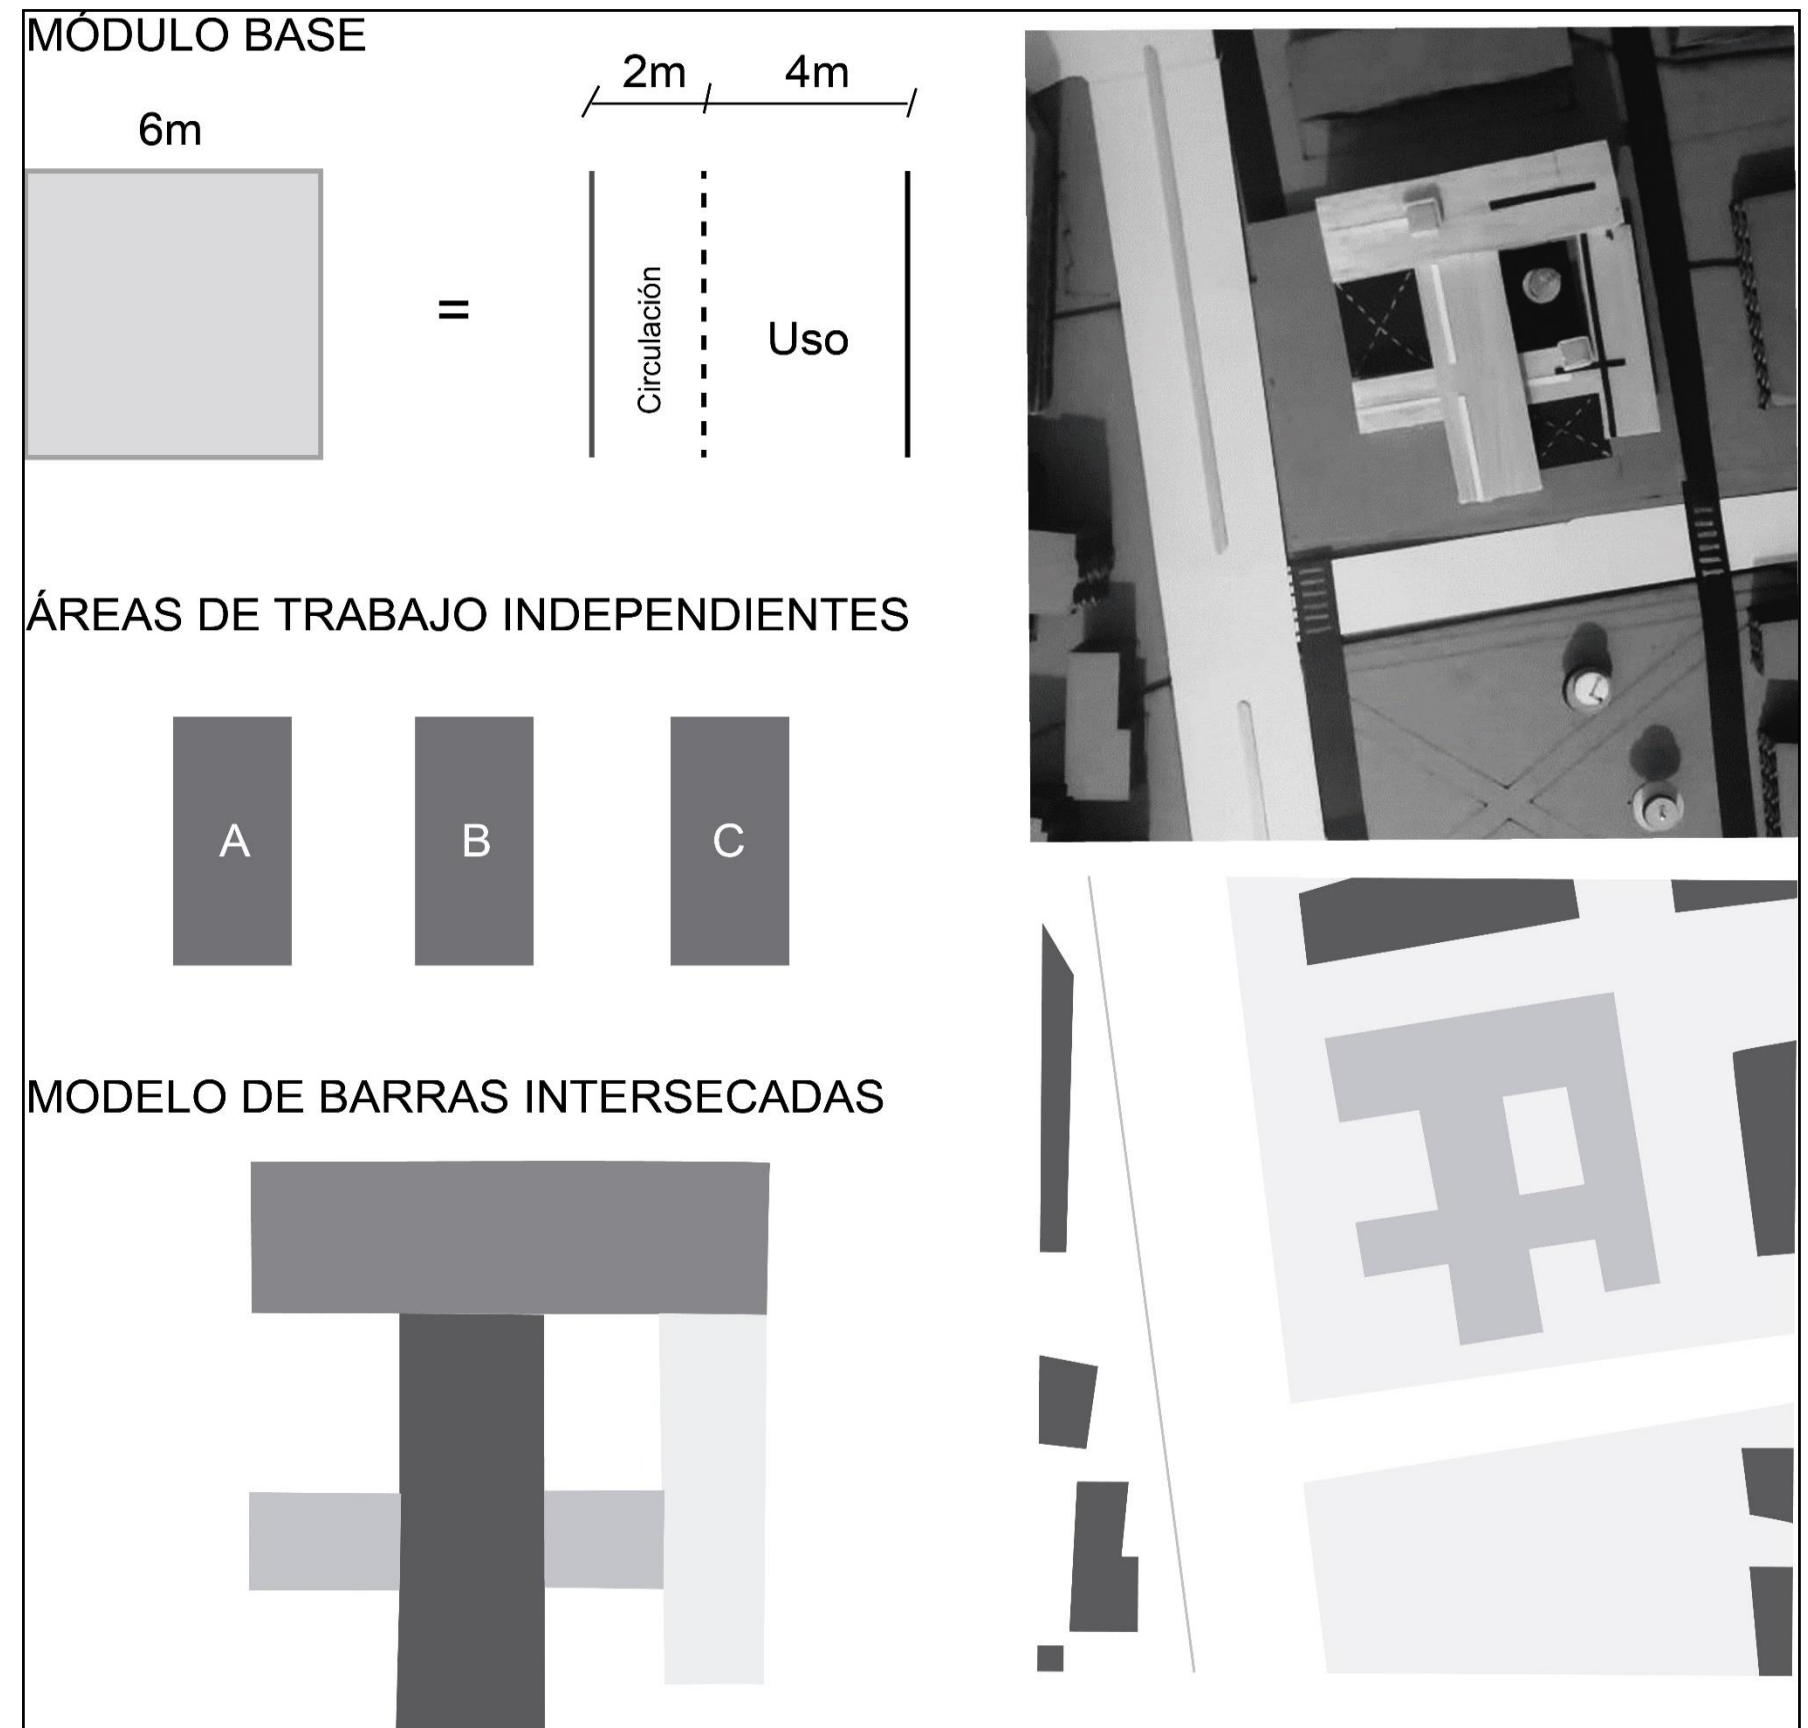 MÓDULO BASE
2m
4m
6m
Circulación
=
Uso
ÁREAS DE TRABAJO INDEPENDIENTES
A
B
C
MODELO DE BARRAS INTERSECADAS